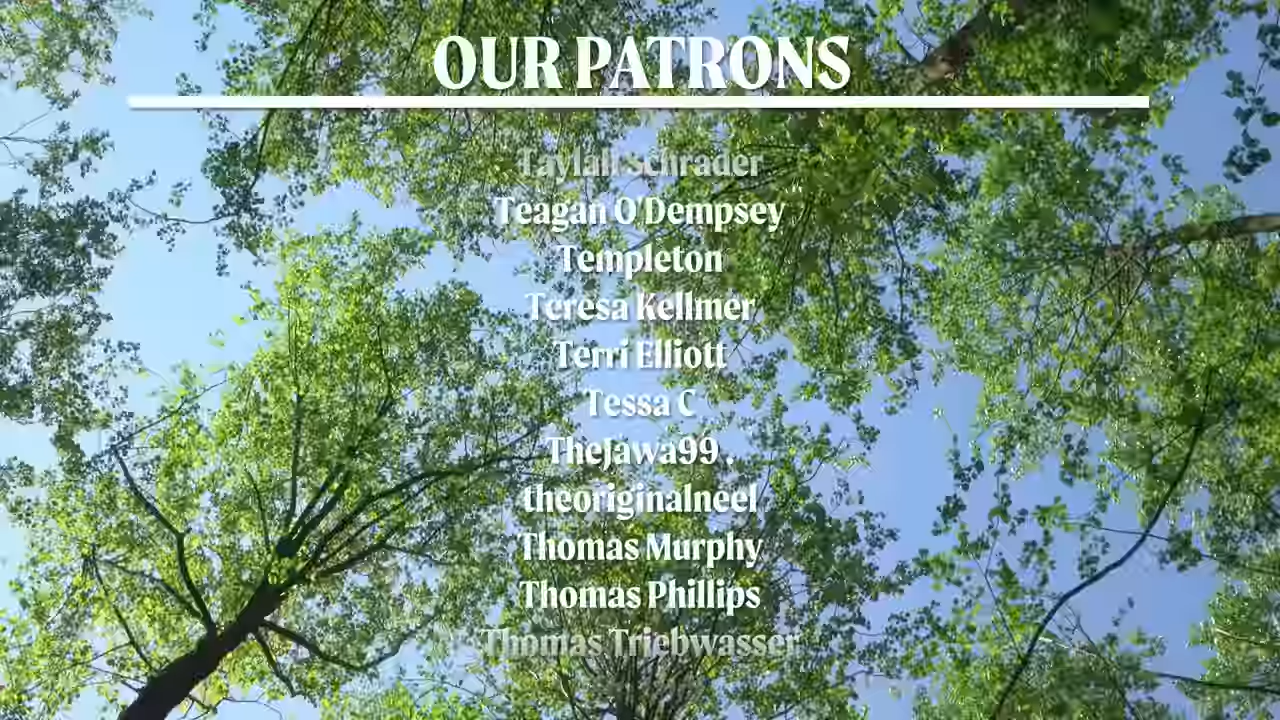 OUR PATRONS
Taylah Schrader
Teagan O'Dempsey
Templeton
Teresa Kellmer
Terri Elliott
Tessa C
TheJawa99 .
theoriginalneel
Thomas Murphy
Thomas Phillips
Thomas Triebwasser